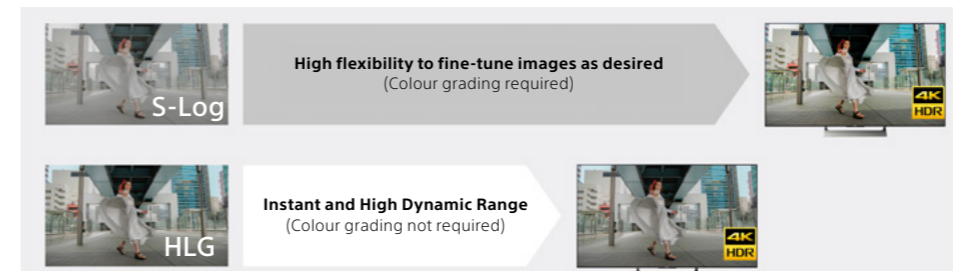 S-Log
High flexibility to fine-tune images as desired
(Colour grading required)
4K
HDR
HLG
Instant and High Dynamic Range
(Colour grading not required)
4K
HDR